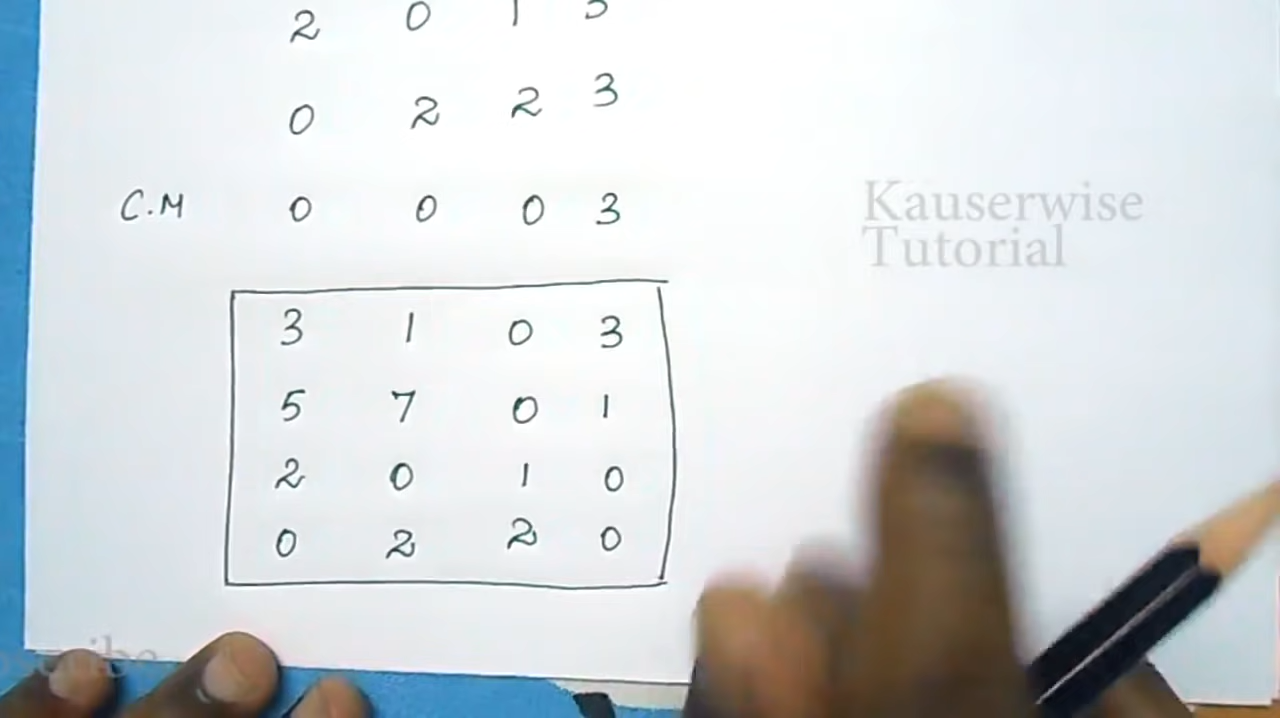 2 0 1 3
0 2 2 3
C.M 0 0 0 3
Kauserwise
Tutorial
3 1 0 3
5 7 0 1
2 0 1 0
0 2 2 0